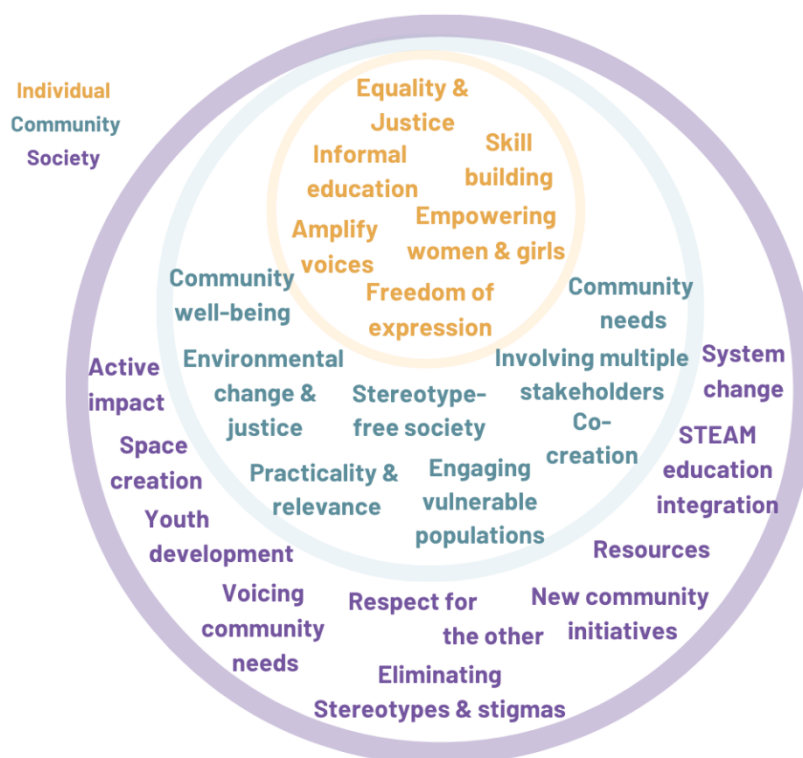 Individual
Community
Society
Equality &
Justice
Skill
building
Informal
education
Empowering
women & girls
Amplify
voices
Freedom of
expression
Community
well-being
Community
needs
Environmental
change &
justice
Stereotype-
free society
Involving multiple
stakeholders
Co-
creation
Practicality &
relevance
Engaging
vulnerable
populations
Active
impact
System
change
Space
creation
STEAM
education
integration
Youth
development
Resources
Voicing
community
needs
Respect for
the other
New community
initiatives
Eliminating
Stereotypes & stigmas